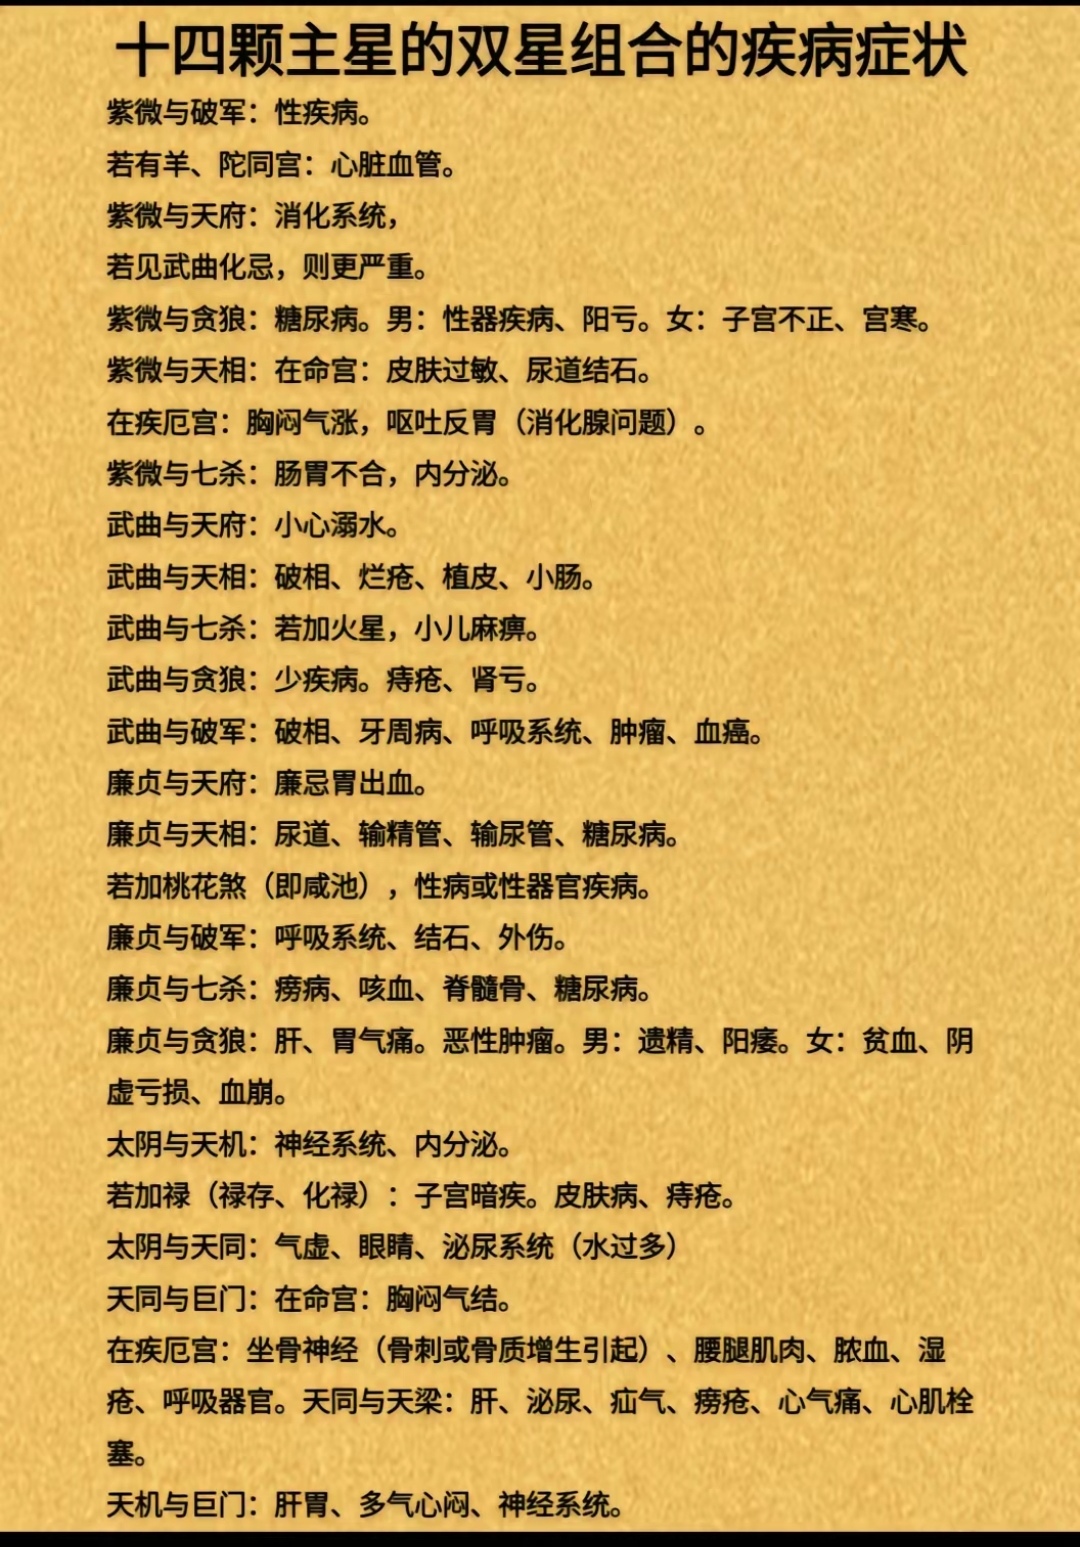 十四颗主星的双星组合的疾病症状
紫微与破军：性疾病。
若有羊、陀同宫：心脏血管。
紫微与天府：消化系统，
若见武曲化忌，则更严重。
紫微与贪狼：糖尿病。男：性器疾病、阳亏。女：子宫不正、宫寒。
紫微与天相：在命宫：皮肤过敏、尿道结石。
在疾厄宫：胸闷气涨，呕吐反胃（消化腺问题）。
紫微与七杀：肠胃不合，内分泌。
武曲与天府：小心溺水。
武曲与天相：破相、烂疮、植皮、小肠。
武曲与七杀：若加火星，小儿麻痹。
武曲与贪狼：少疾病。痔疮、肾亏。
武曲与破军：破相、牙周病、呼吸系统、肿瘤、血癌。
廉贞与天府：廉忌胃出血。
廉贞与天相：尿道、输精管、输尿管、糖尿病。
若加桃花煞（即咸池），性病或性器官疾病。
廉贞与破军：呼吸系统、结石、外伤。
廉贞与七杀：痨病、咳血、脊髓骨、糖尿病。
廉贞与贪狼：肝、胃气痛。恶性肿瘤。男：遗精、阳痿。女：贫血、阴
虚亏损、血崩。
太阴与天机：神经系统、内分泌。
若加禄（禄存、化禄）：子宫暗疾。皮肤病、痔疮。
太阴与天同：气虚、眼睛、泌尿系统（水过多）
天同与巨门：在命宫：胸闷气结。
在疾厄宫：坐骨神经（骨刺或骨质增生引起）、腰腿肌肉、脓血、湿
疮、呼吸器官。天同与天梁：肝、泌尿、疝气、痨疮、心气痛、心肌栓
塞。
天机与巨门：肝胃、多气心闷、神经系统。